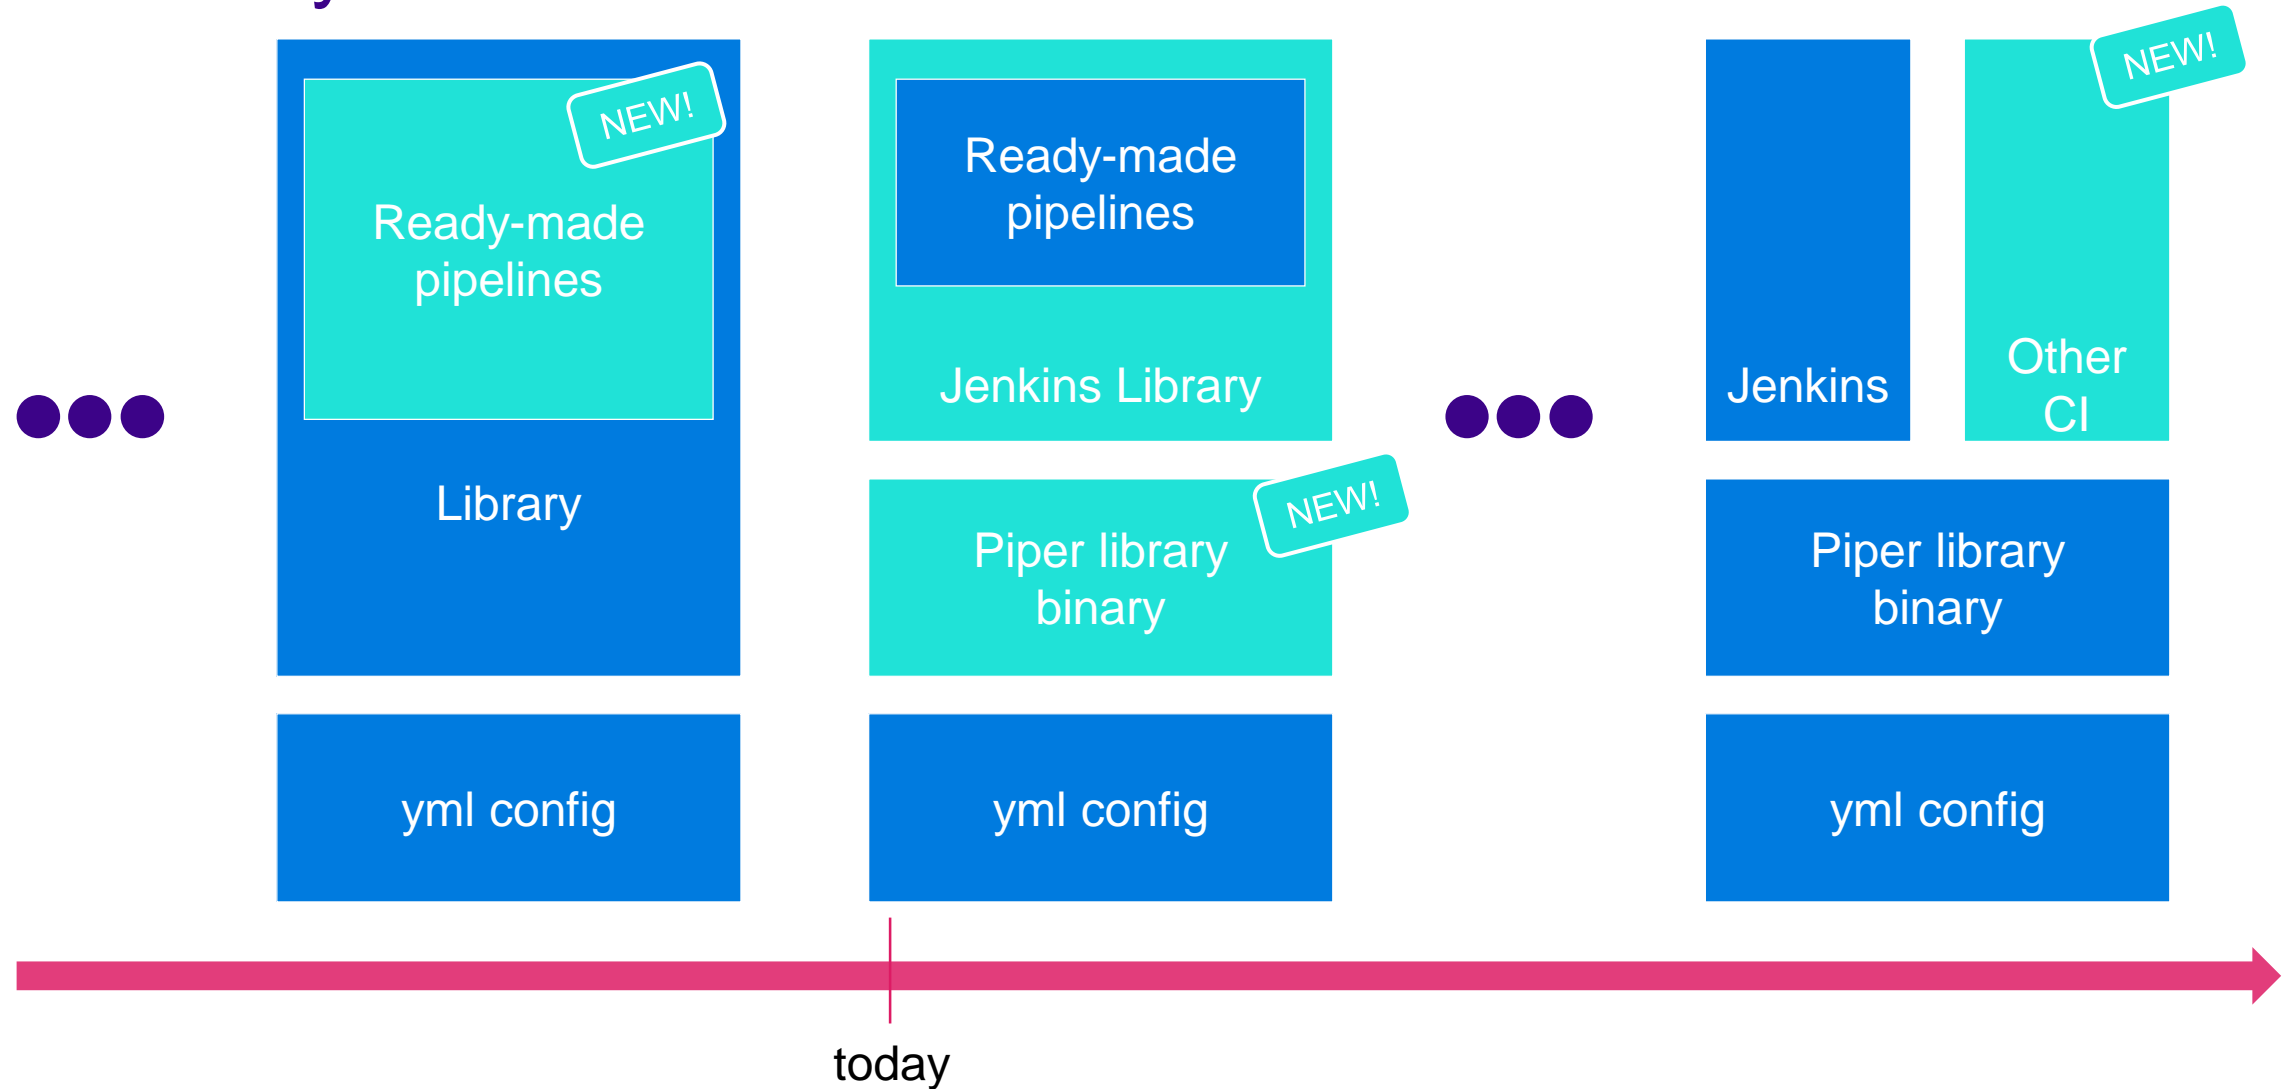 NEW!
Ready-made
pipelines
Library
yml config
Ready-made
pipelines
Jenkins Library
NEW!
Piper library
binary
yml config
NEW!
Jenkins
Other
CI
Piper library
binary
yml config
today